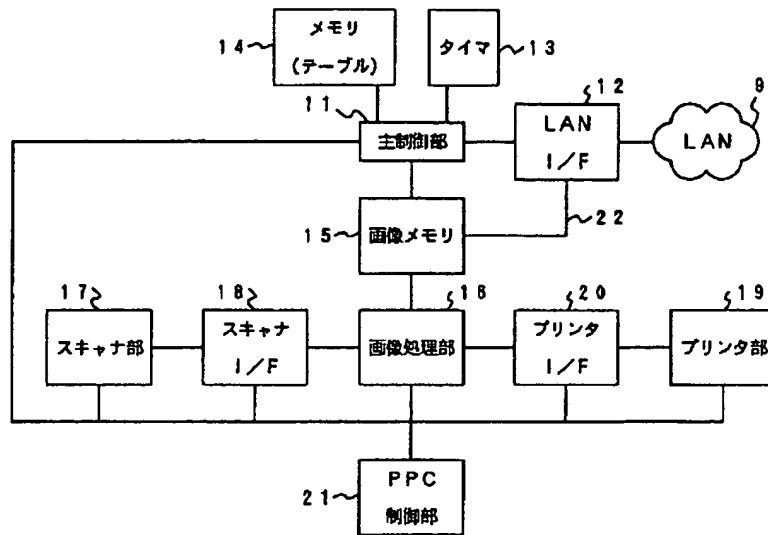 14
メモリ
(テーブル)
タイマ
13
11
主制御部
12
LAN
I/F
9
LAN
15
画像メモリ
22
17
スキャナ部
18
スキャナ
I/F
16
画像処理部
20
プリンタ
I/F
19
プリンタ部
21
PPC
制御部